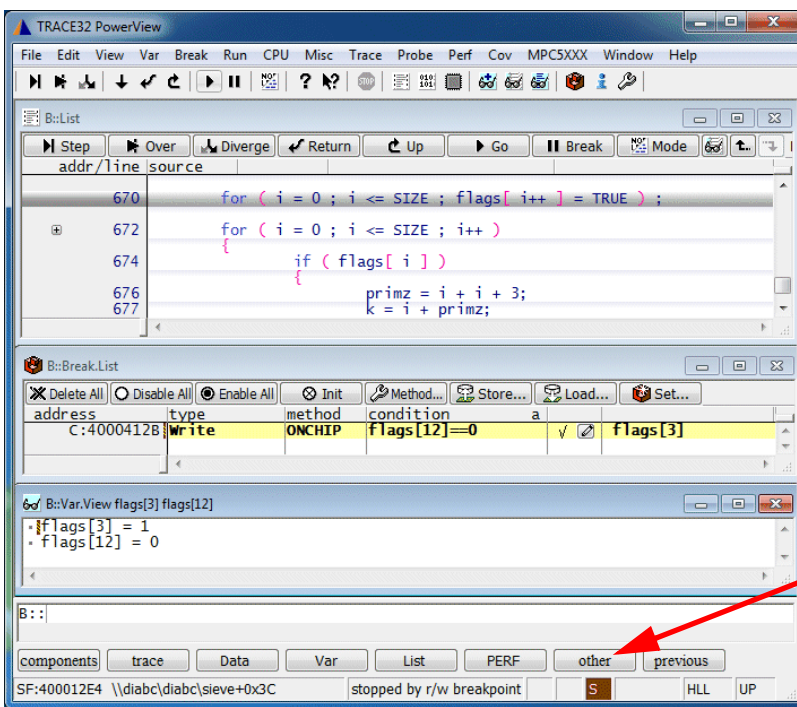 TRACE32 PowerView
File Edit View Var Break Run CPU Misc Trace Probe Perf Cov MPC5XXX Window Help
B::List
Step Over Diverge Return Up Go Break Mode t..
addr/line source
670 for ( i = 0 ; i <= SIZE ; flags[ i++ ] = TRUE ) ;
672 for ( i = 0 ; i <= SIZE ; i++ )
{
674 if ( flags[ i ] )
{
676 primz = i + i + 3;
677 k = i + primz;
B::Break.List
Delete All Disable All Enable All Init Method... Store... Load... Set...
address type method condition a
C:4000412B Write ONCHIP flags[12]==0 √ flags[3]
B::Var.View flags[3] flags[12]
flags[3] = 1
flags[12] = 0
B::
components trace Data Var List PERF other previous
SF:400012E4 \\diabc\diabc\sieve+0x3C stopped by r/w breakpoint S HLL UP